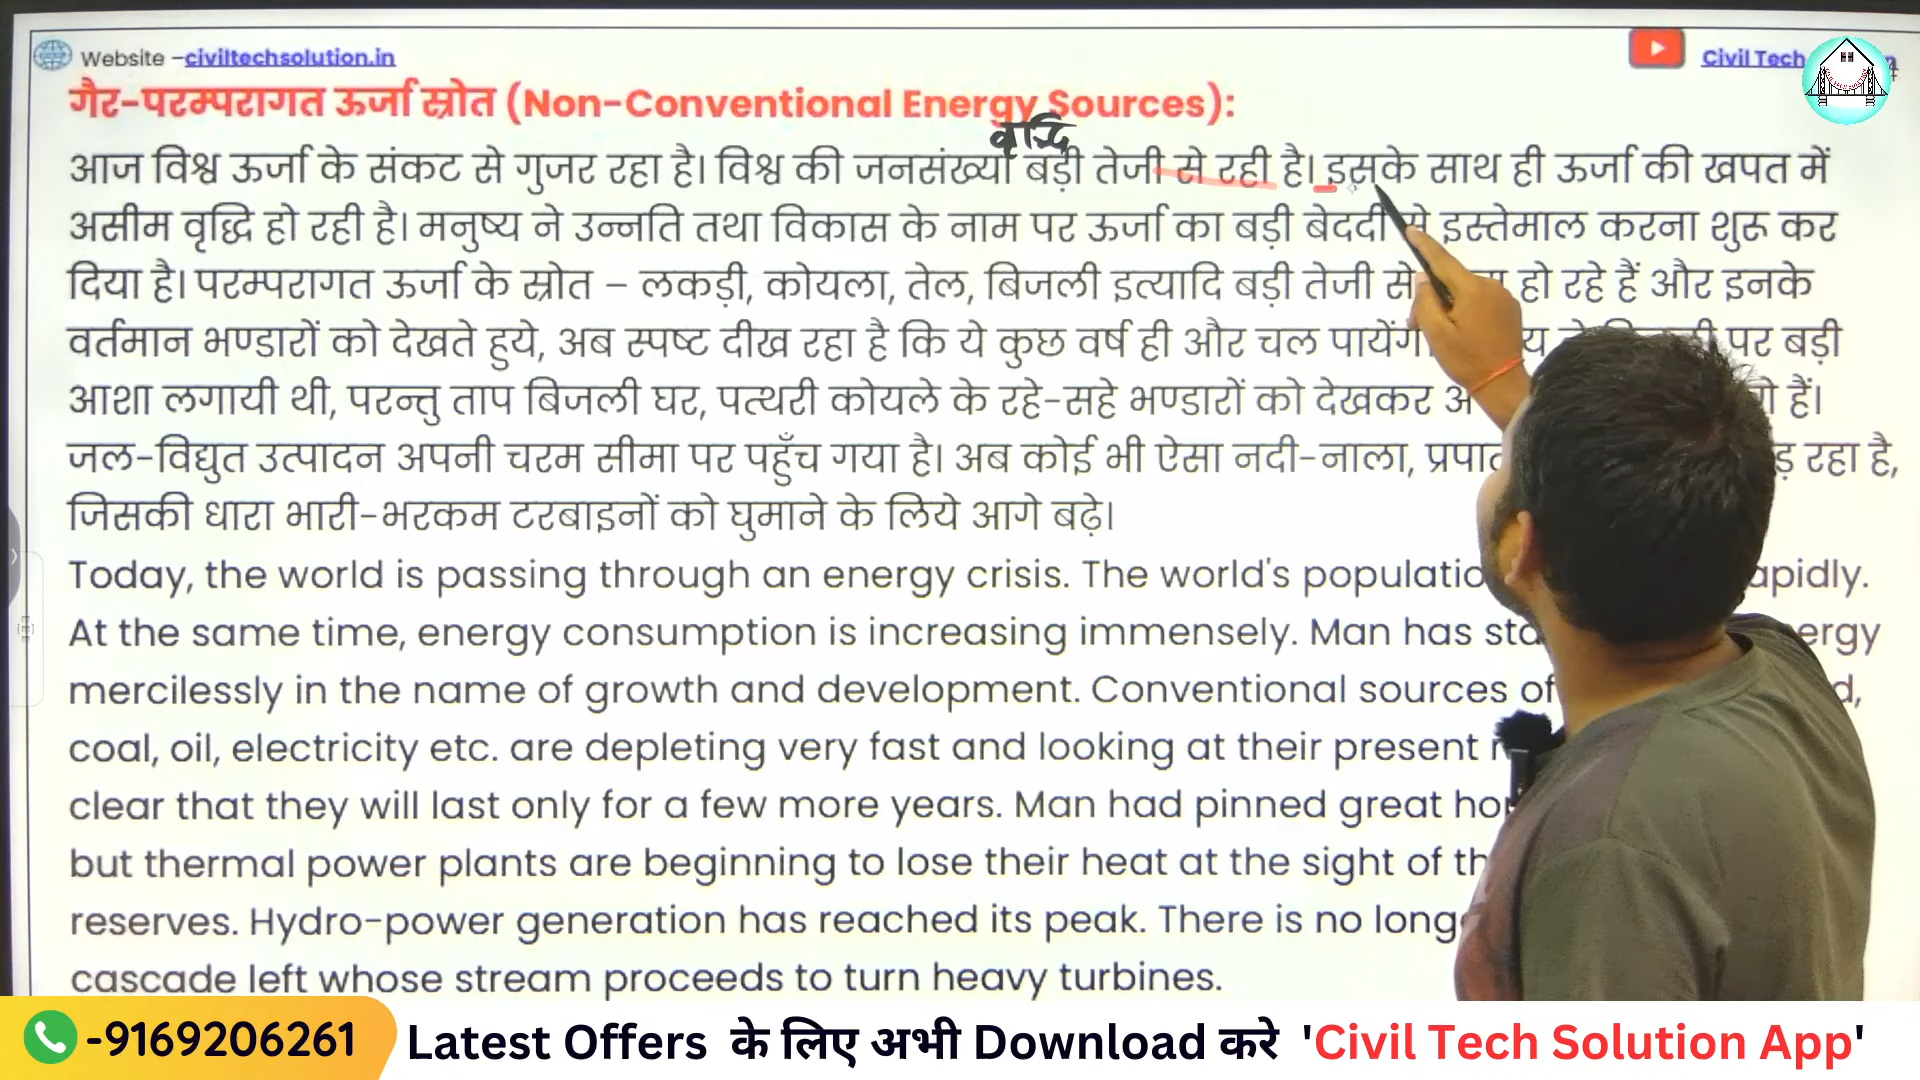 Website –civiltechsolution.in
Civil Tech
गैर-परम्परागत ऊर्जा स्रोत (Non-Conventional Energy Sources):
वृद्धि
आज विश्व ऊर्जा के संकट से गुजर रहा है। विश्व की जनसंख्या बड़ी तेजी से रही है। इसके साथ ही ऊर्जा की खपत में
असीम वृद्धि हो रही है। मनुष्य ने उन्नति तथा विकास के नाम पर ऊर्जा का बड़ी बेदर्दी से इस्तेमाल करना शुरू कर
दिया है। परम्परागत ऊर्जा के स्रोत – लकड़ी, कोयला, तेल, बिजली इत्यादि बड़ी तेजी से हो रहे हैं और इनके
वर्तमान भण्डारों को देखते हुये, अब स्पष्ट दीख रहा है कि ये कुछ वर्ष ही और चल पायेंगे पर बड़ी
आशा लगायी थी, परन्तु ताप बिजली घर, पत्थरी कोयले के रहे-सहे भण्डारों को देखकर हैं।
जल-विद्युत उत्पादन अपनी चरम सीमा पर पहुँच गया है। अब कोई भी ऐसा नदी-नाला, रहा है,
जिसकी धारा भारी-भरकम टरबाइनों को घुमाने के लिये आगे बढ़े।
Today, the world is passing through an energy crisis. The world's rapidly.
At the same time, energy consumption is increasing immensely. Man has energy
mercilessly in the name of growth and development. Conventional sources of
coal, oil, electricity etc. are depleting very fast and looking at their present
clear that they will last only for a few more years. Man had pinned great
but thermal power plants are beginning to lose their heat at the sight of
reserves. Hydro-power generation has reached its peak. There is no
cascade left whose stream proceeds to turn heavy turbines.
-9169206261 Latest Offers के लिए अभी Download करे 'Civil Tech Solution App'